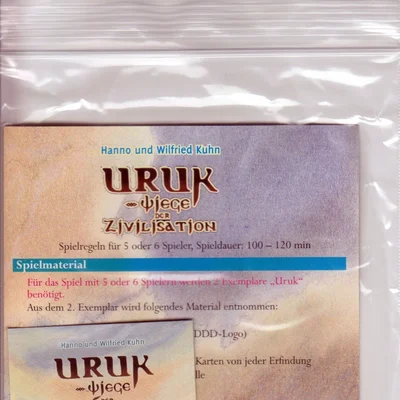 Hanno und Wilfried Kuhn
URUK
Wiege
DER
ZIVILISATION
Spielregeln für 5 oder 6 Spieler, Spieldauer: 100 – 120 min
Spielmaterial
Für das Spiel mit 5 oder 6 Spielern werden 2 Exemplare „Uruk“
benötigt.
Aus dem 2. Exemplar wird folgendes Material entnommen:
DDD-Logo)
Karten von jeder Erfindung
Hanno und Wilfried Kuhn
URUK
Wiege